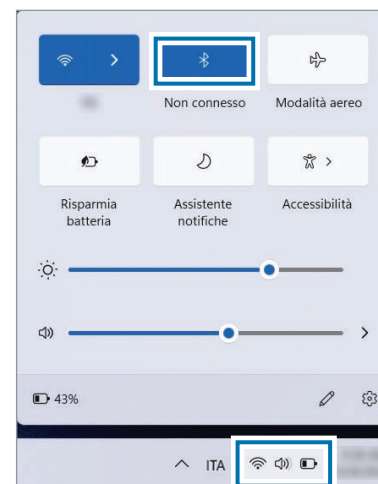 Non connesso
Modalità aereo
Risparmia
batteria
Assistente
notifiche
Accessibilità
43%
ITA